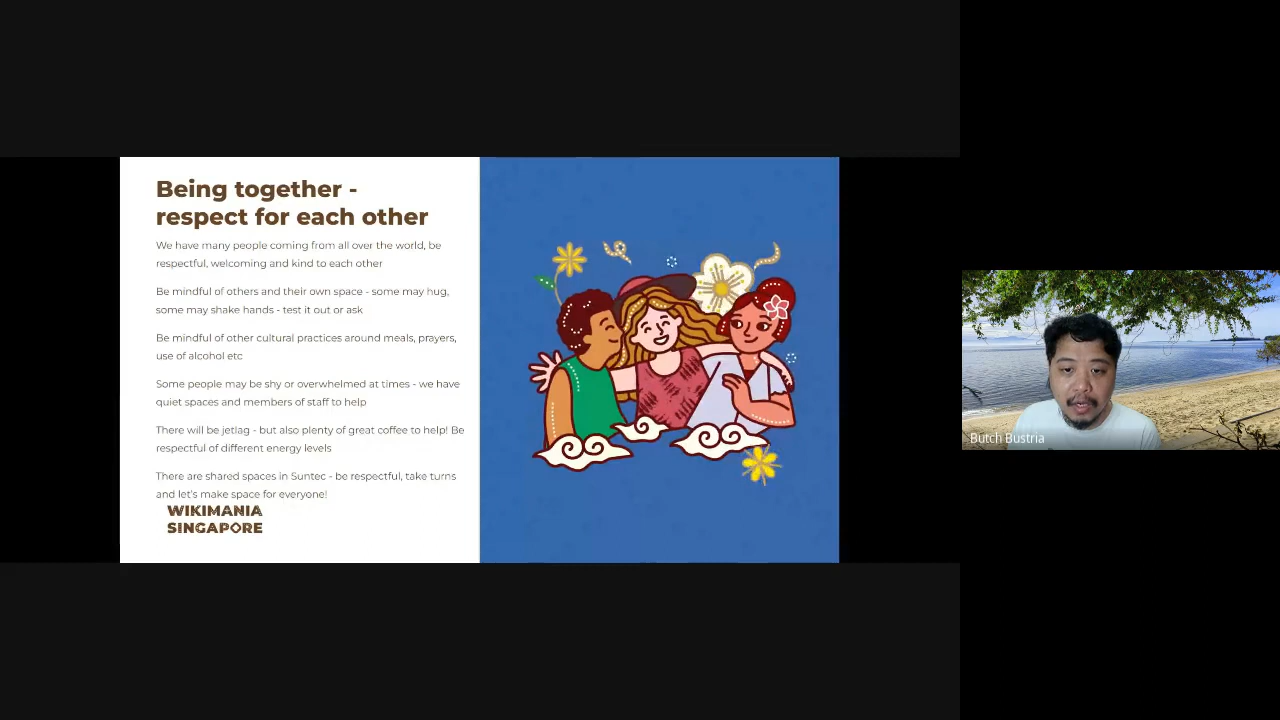 Being together -
respect for each other
We have many people coming from all over the world, be
respectful, welcoming and kind to each other
Be mindful of others and their own space - some may hug,
some may shake hands - test it out or ask
Be mindful of other cultural practices around meals, prayers,
use of alcohol etc
Some people may be shy or overwhelmed at times - we have
quiet spaces and members of staff to help
There will be jetlag - but also plenty of great coffee to help! Be
respectful of different energy levels
There are shared spaces in Suntec - be respectful, take turns
and let's make space for everyone!
WIKIMANIA
SINGAPORE
Butch Bustria